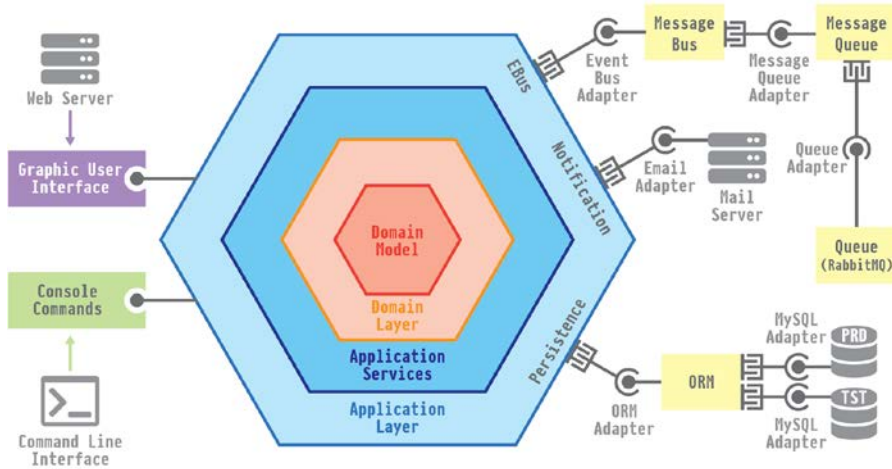 Web Server
Graphic User
Interface
Console
Commands
Command Line
Interface
Domain
Model
Domain
Layer
Application
Services
Application
Layer
EBus
Notification
Persistence
Event
Bus
Adapter
Message
Bus
Message
Queue
Adapter
Message
Queue
Queue
Adapter
Queue
(RabbitMQ)
Email
Adapter
Mail
Server
ORM
Adapter
ORM
MySQL
Adapter
PRD
TST
MySQL
Adapter